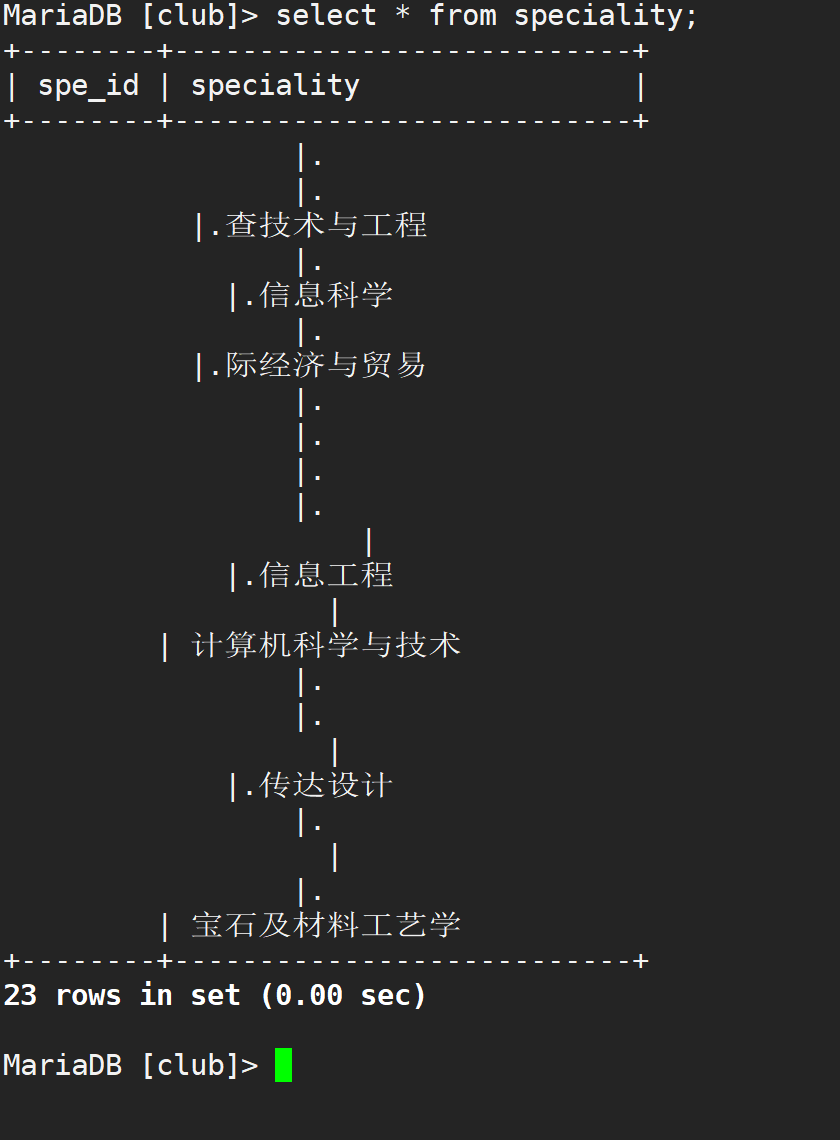 MariaDB [club]> select * from speciality;
+--------+---------------------------+
| spe_id | speciality                |
+--------+---------------------------+
|.
|.
|.查技术与工程
|.
|.信息科学
|.
|.际经济与贸易
|.
|.
|.
|.
|
|.信息工程
|
| 计算机科学与技术
|.
|.
|
|.传达设计
|.
|
|.
| 宝石及材料工艺学
+--------+---------------------------+
23 rows in set (0.00 sec)
MariaDB [club]>